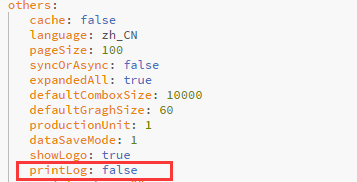 others:
cache: false
language: zh_CN
pageSize: 100
syncOrAsync: false
expandedAll: true
defaultComboxSize: 10000
defaultGraghSize: 60
productionUnit: 1
dataSaveMode: 1
showLogo: true
printLog: false